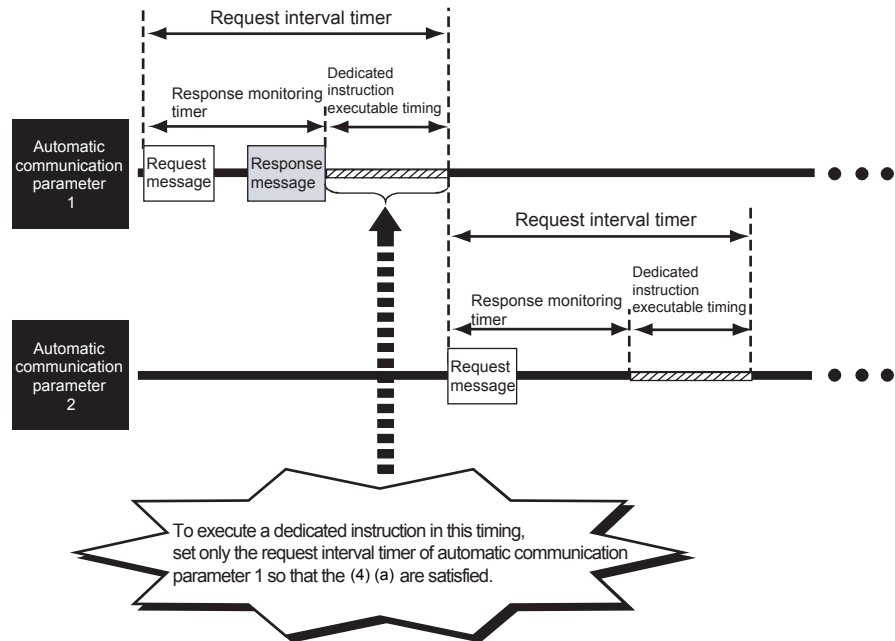 Request interval timer
Response monitoring
timer
Dedicated
instruction
executable timing
Automatic
communication
parameter
1
Request
message
Response
message
Request interval timer
Response monitoring
timer
Dedicated
instruction
executable timing
Automatic
communication
parameter
2
Request
message
To execute a dedicated instruction in this timing,
set only the request interval timer of automatic communication
parameter 1 so that the (4) (a) are satisfied.